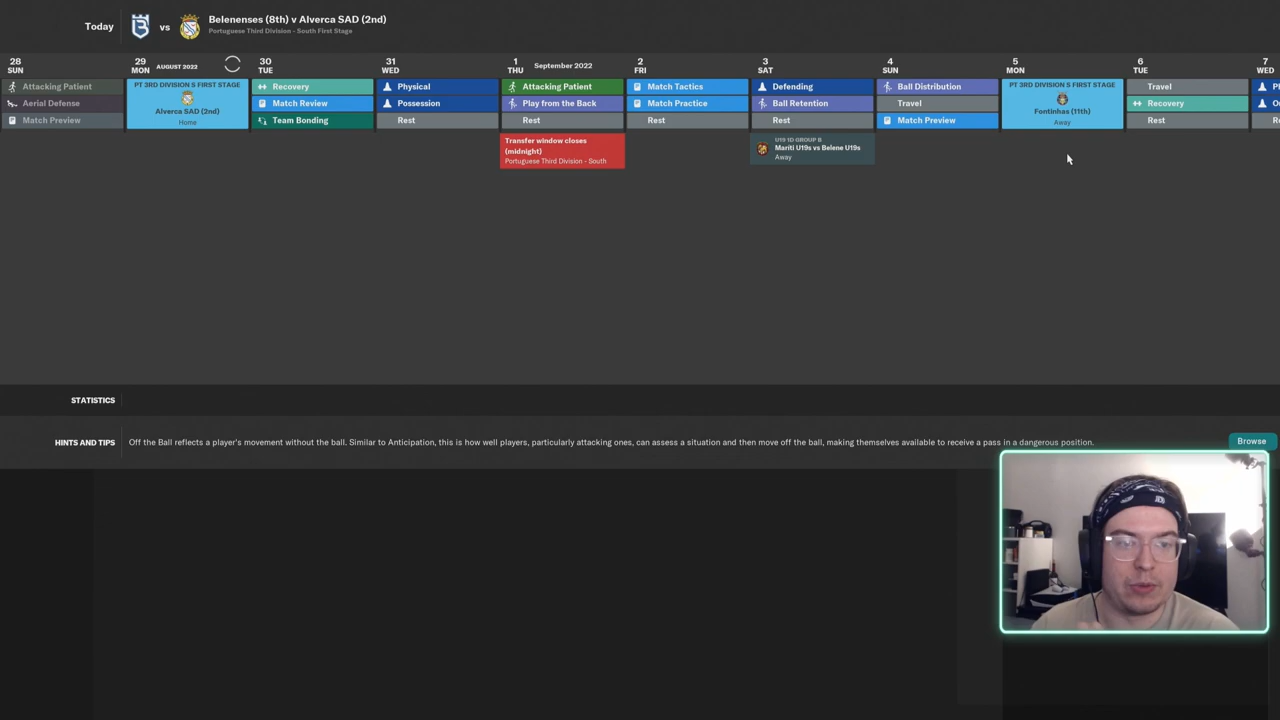 Today
vs
Belenenses (8th) v Alverca SAD (2nd)
Portuguese Third Division - South First Stage
28
SUN
29
MON
AUGUST 2022
30
TUE
31
WED
1
THU
September 2022
2
FRI
3
SAT
4
SUN
5
MON
6
TUE
7
WED
Attacking Patient
Aerial Defense
Match Preview
PT 3RD DIVISION S FIRST STAGE
Alverca SAD (2nd)
Home
Recovery
Match Review
Team Bonding
Physical
Possession
Rest
Attacking Patient
Play from the Back
Rest
Transfer window closes
(midnight)
Portuguese Third Division - South
Match Tactics
Match Practice
Rest
Defending
Ball Retention
Rest
U19 1D GROUP B
Mariti U19s vs Belene U19s
Away
Ball Distribution
Travel
Match Preview
PT 3RD DIVISION S FIRST STAGE
Fontinhas (11th)
Away
Travel
Recovery
Rest
STATISTICS
HINTS AND TIPS
Off the Ball reflects a player's movement without the ball. Similar to Anticipation, this is how well players, particularly attacking ones, can assess a situation and then move off the ball, making themselves available to receive a pass in a dangerous position.
Browse